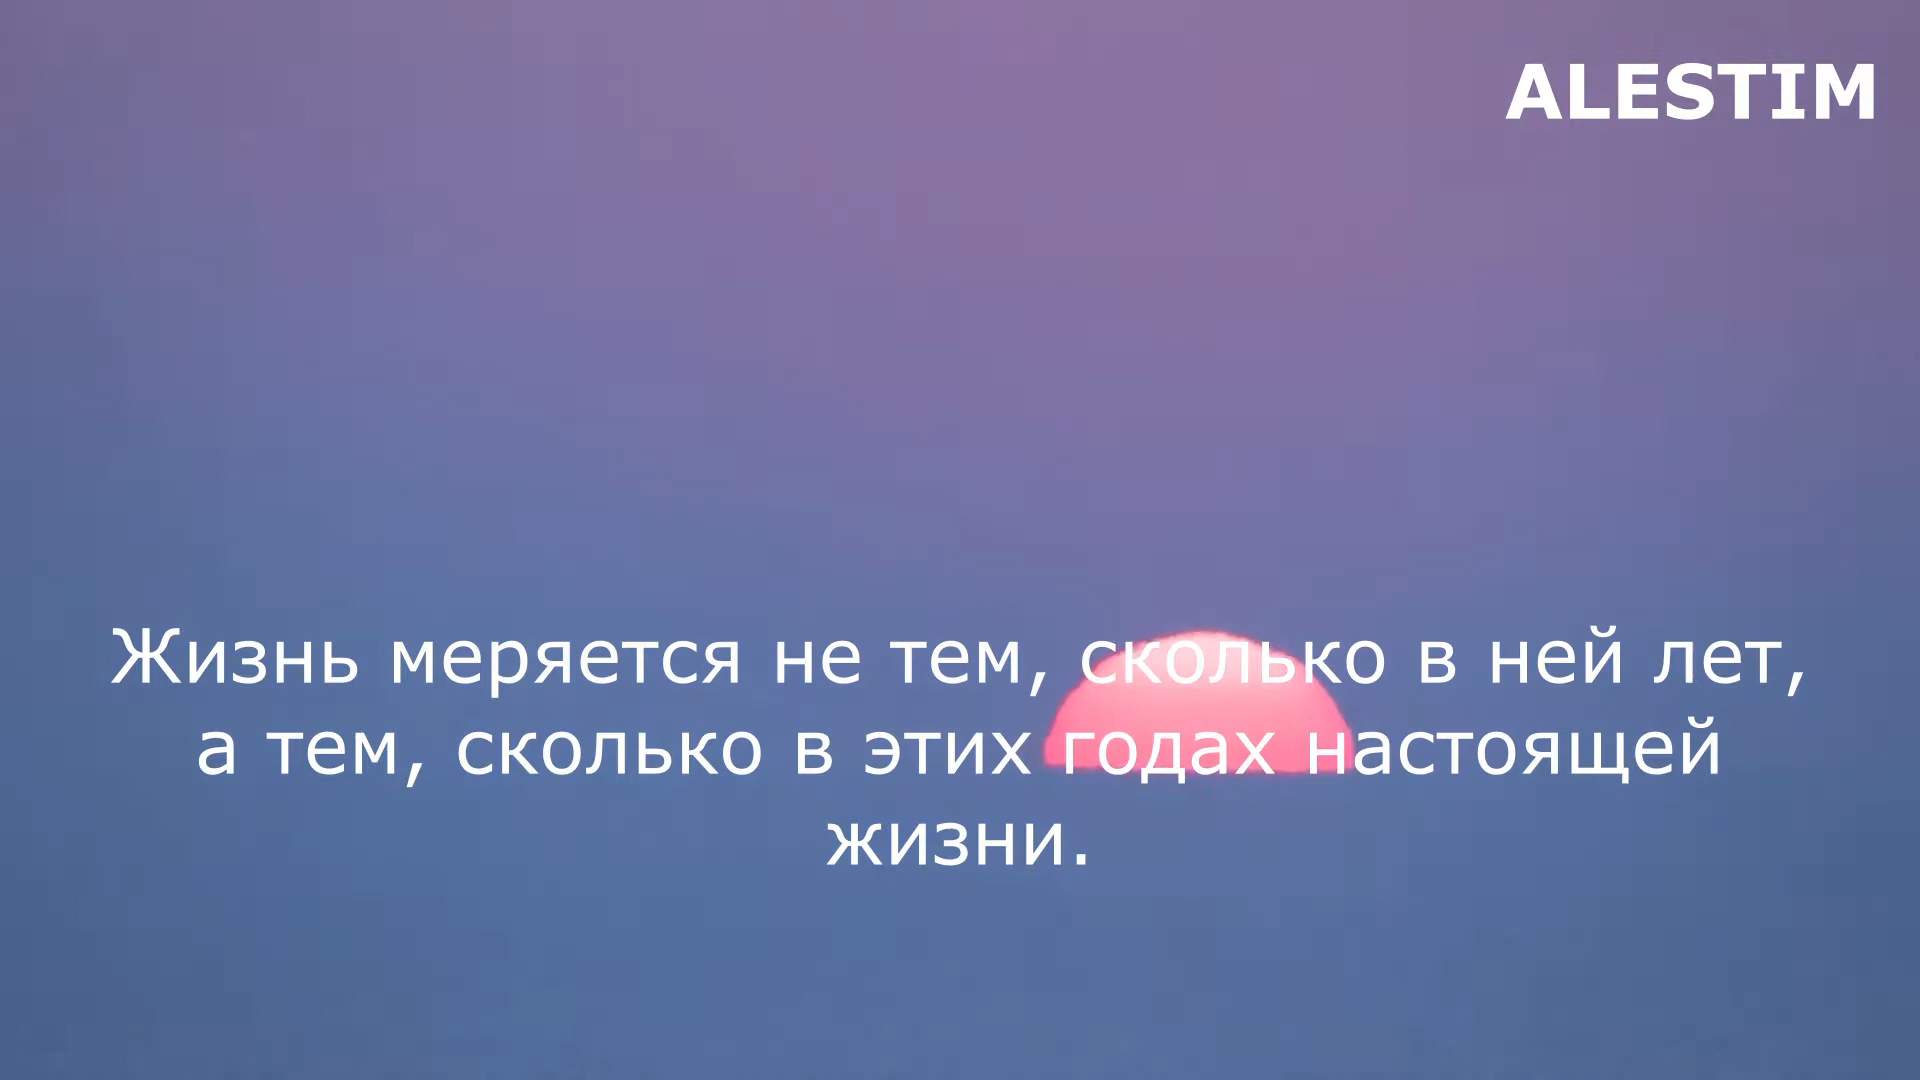 ALESTIM
Жизнь меряется не тем, сколько в ней лет,
а тем, сколько в этих годах настоящей
жизни.